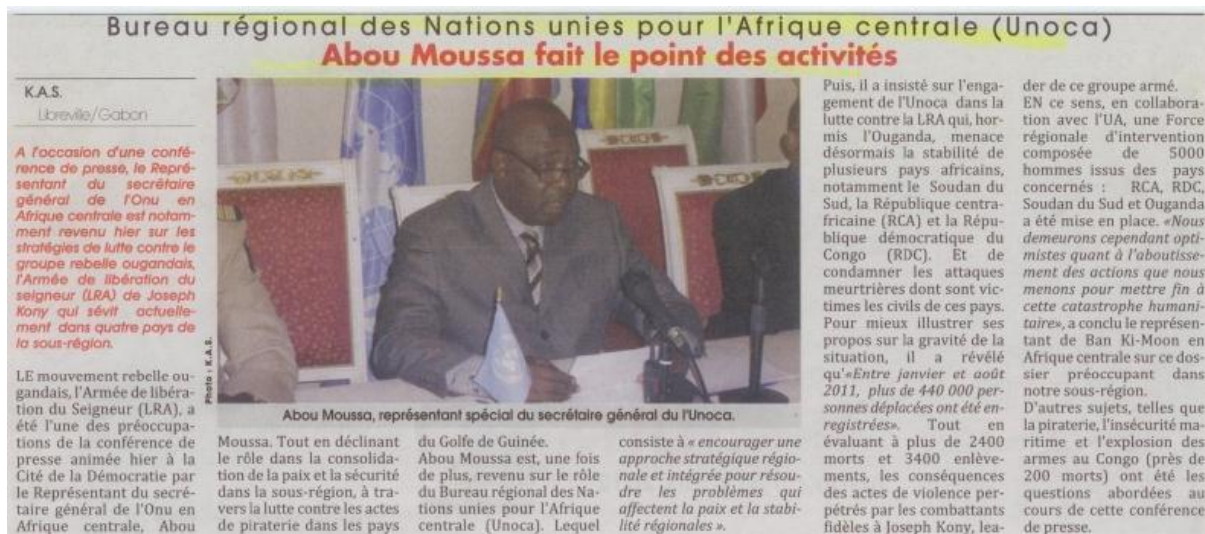 Bureau régional des Nations unies pour l'Afrique centrale (Unoca)
Abou Moussa fait le point des activités
K.A.S.
Libreville/Gabon
A l'occasion d'une confé-
rence de presse, le Repré-
sentant du secrétaire
général de l'Onu en
Afrique centrale est notam-
ment revenu hier sur les
stratégies de lutte contre le
groupe rebelle ougandais,
l'Armée de libération du
seigneur (LRA) de Joseph
Kony qui sévit actuelle-
ment dans quatre pays de
la sous-région.
LE mouvement rebelle ou-
gandais, l'Armée de libéra-
tion du Seigneur (LRA), a
été l'une des préoccupa-
tions de la conférence de
presse animée hier à la
Cité de la Démocratie par
le Représentant du secré-
taire général de l'Onu en
Afrique centrale, Abou
Photo : K.A.S.
Abou Moussa, représentant spécial du secrétaire général du l'Unoca.
Moussa. Tout en déclinant
le rôle dans la consolida-
tion de la paix et la sécurité
dans la sous-région, à tra-
vers la lutte contre les actes
de piraterie dans les pays
du Golfe de Guinée.
Abou Moussa est, une fois
de plus, revenu sur le rôle
du Bureau régional des Na-
tions unies pour l'Afrique
centrale (Unoca). Lequel
consiste à « encourager une
approche stratégique régio-
nale et intégrée pour résou-
dre les problèmes qui
affectent la paix et la stabi-
lité régionales ».
Puis, il a insisté sur l'enga-
gement de l'Unoca dans la
lutte contre la LRA qui, hor-
mis l'Ouganda, menace
désormais la stabilité de
plusieurs pays africains,
notamment le Soudan du
Sud, la République centra-
fricaine (RCA) et la Répu-
blique démocratique du
Congo (RDC). Et de
condamner les attaques
meurtrières dont sont vic-
times les civils de ces pays.
Pour mieux illustrer ses
propos sur la gravité de la
situation, il a révélé
qu'«Entre janvier et août
2011, plus de 440 000 per-
sonnes déplacées ont été en-
registrées». Tout en
évaluant à plus de 2400
morts et 3400 enlève-
ments, les conséquences
des actes de violence per-
pétrés par les combattants
fidèles à Joseph Kony, lea-
der de ce groupe armé.
EN ce sens, en collabora-
tion avec l'UA, une Force
régionale d'intervention
composée de 5000
hommes issus des pays
concernés : RCA, RDC,
Soudan du Sud et Ouganda
a été mise en place. «Nous
demeurons cependant opti-
mistes quant à l'aboutisse-
ment des actions que nous
menons pour mettre fin à
cette catastrophe humani-
taire», a conclu le représen-
tant de Ban Ki-Moon en
Afrique centrale sur ce dos-
sier préoccupant dans
notre sous-région.
D'autres sujets, telles que
la piraterie, l'insécurité ma-
ritime et l'explosion des
armes au Congo (près de
200 morts) ont été les
questions abordées au
cours de cette conférence
de presse.